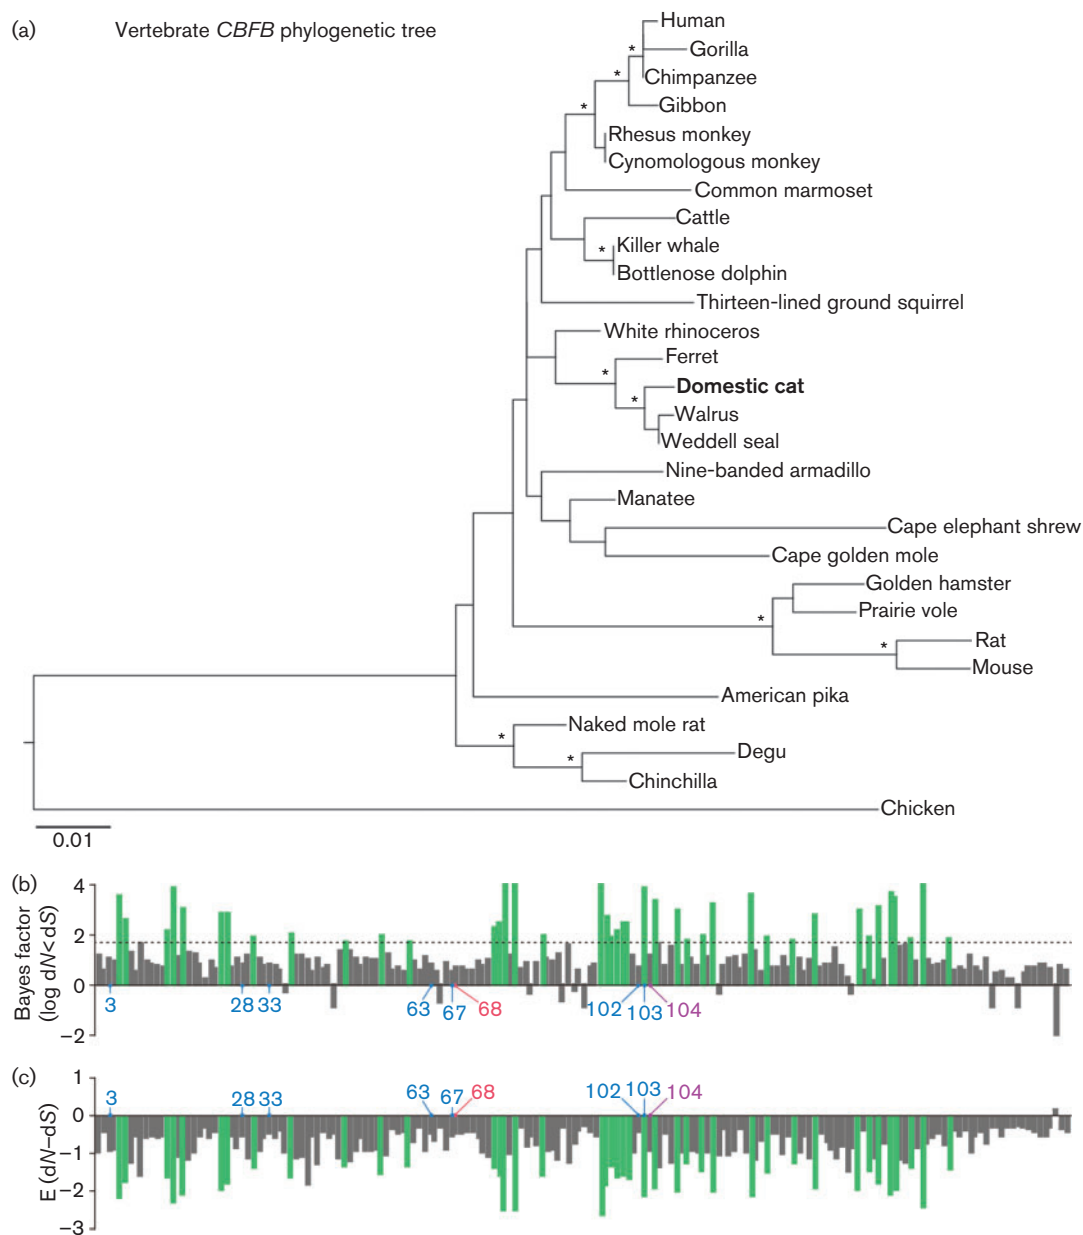 (a) Vertebrate CBFB phylogenetic tree
Human
*
Gorilla
*
Chimpanzee
*
Gibbon
Rhesus monkey
Cynomologous monkey
Common marmoset
Cattle
* Killer whale
Bottlenose dolphin
Thirteen-lined ground squirrel
White rhinoceros
Ferret
*
Domestic cat
*
Walrus
Weddell seal
Nine-banded armadillo
Manatee
Cape elephant shrew
Cape golden mole
Golden hamster
Prairie vole
*
Rat
*
Mouse
American pika
Naked mole rat
*
Degu
*
Chinchilla
Chicken
0.01
(b)
Bayes factor
(log dN< dS)
4
2
0
–2
3 28 33 63 67 68 102 103 104
(c)
E (dN–dS)
1
0
–1
–2
–3
3 28 33 63 67 68 102 103 104